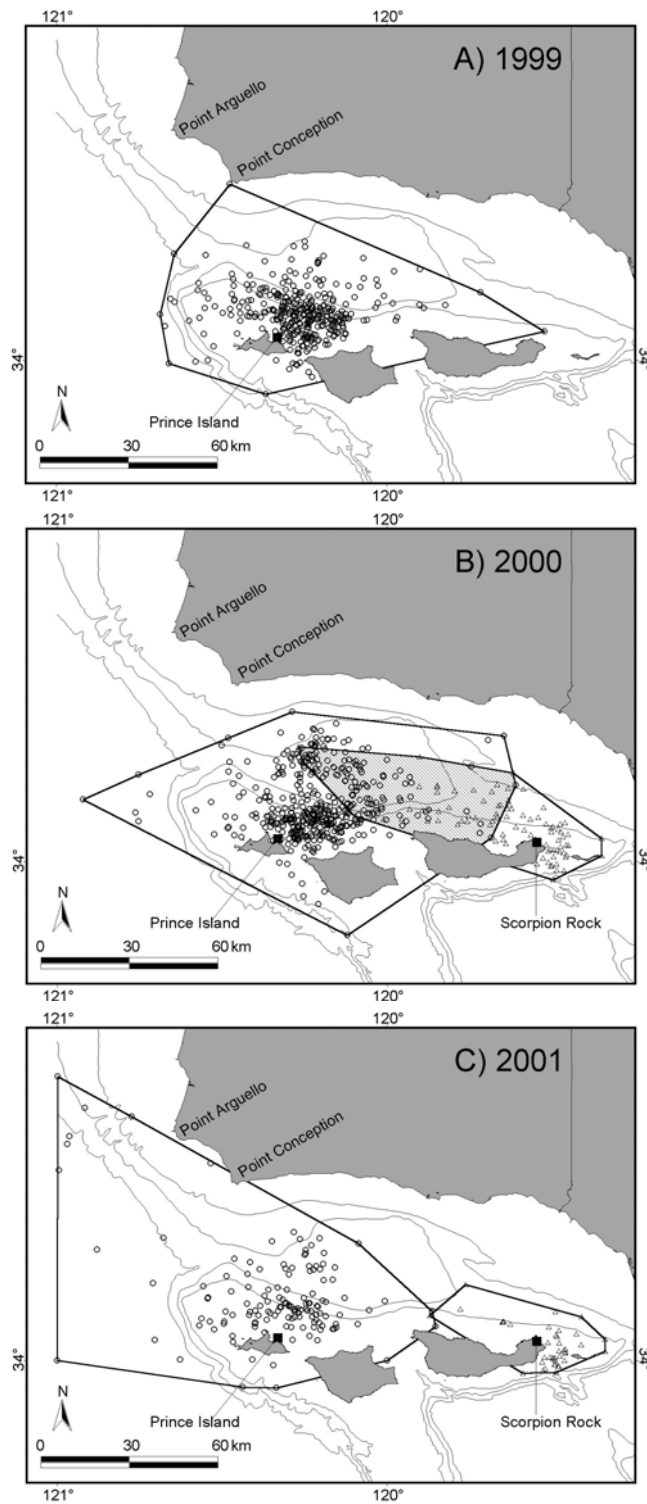 121°
120°
A) 1999
Point Arguello
Point Conception
34°
34°
N
Prince Island
0 30 60 km
121°
120°
121°
120°
B) 2000
Point Arguello
Point Conception
34°
34°
N
Prince Island
Scorpion Rock
0 30 60 km
121°
120°
C) 2001
Point Arguello
Point Conception
34°
34°
N
Prince Island
Scorpion Rock
0 30 60 km
121°
120°